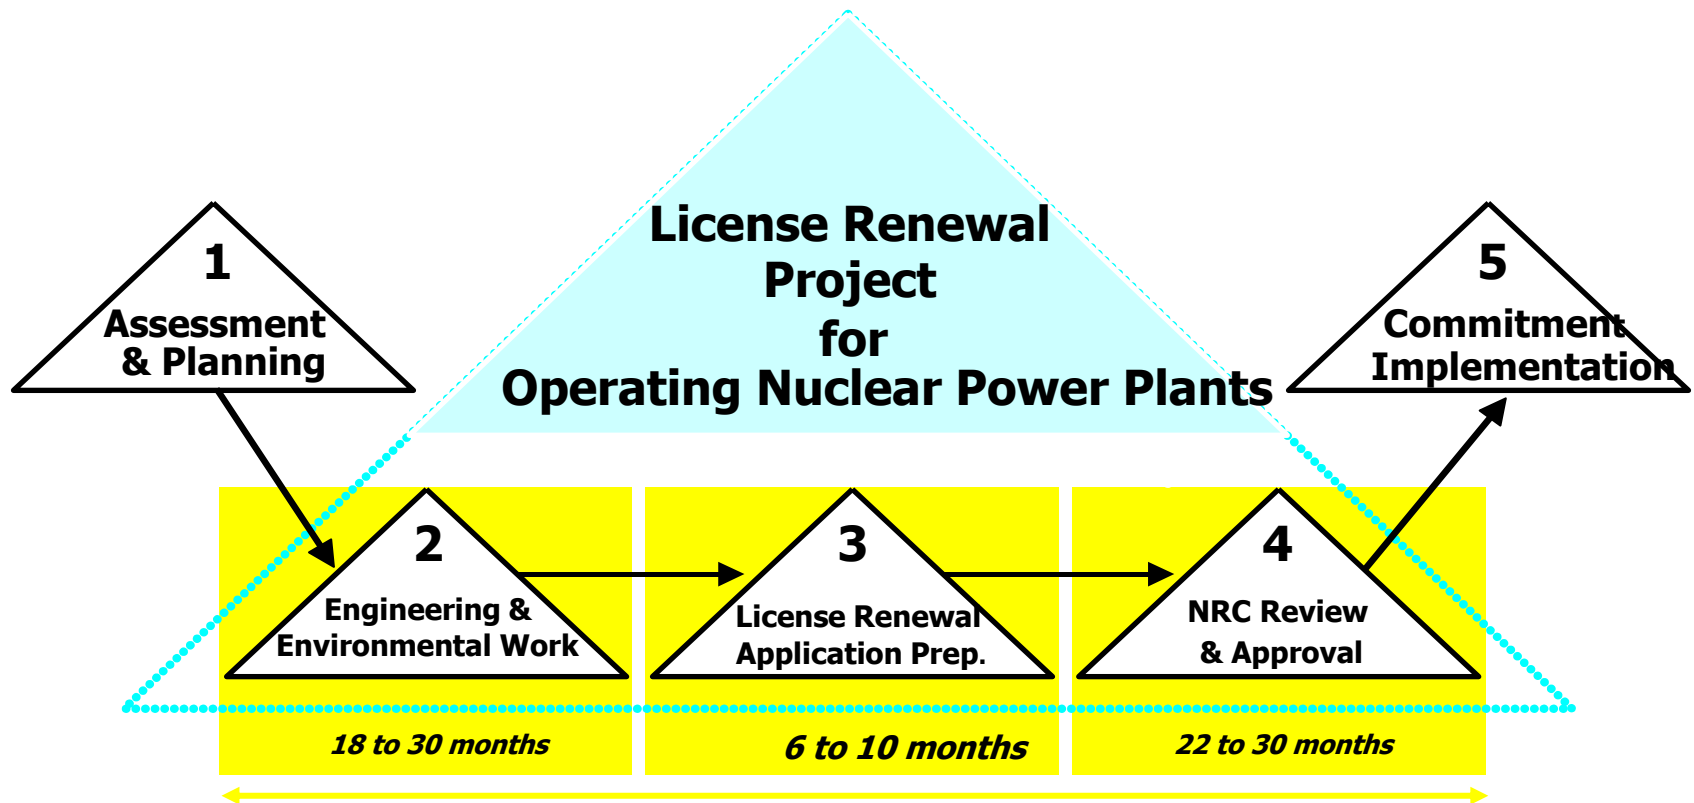 License Renewal
Project
for
Operating Nuclear Power Plants
1
Assessment
& Planning
2
Engineering &
Environmental Work
18 to 30 months
3
License Renewal
Application Prep.
6 to 10 months
4
NRC Review
& Approval
22 to 30 months
5
Commitment
Implementation